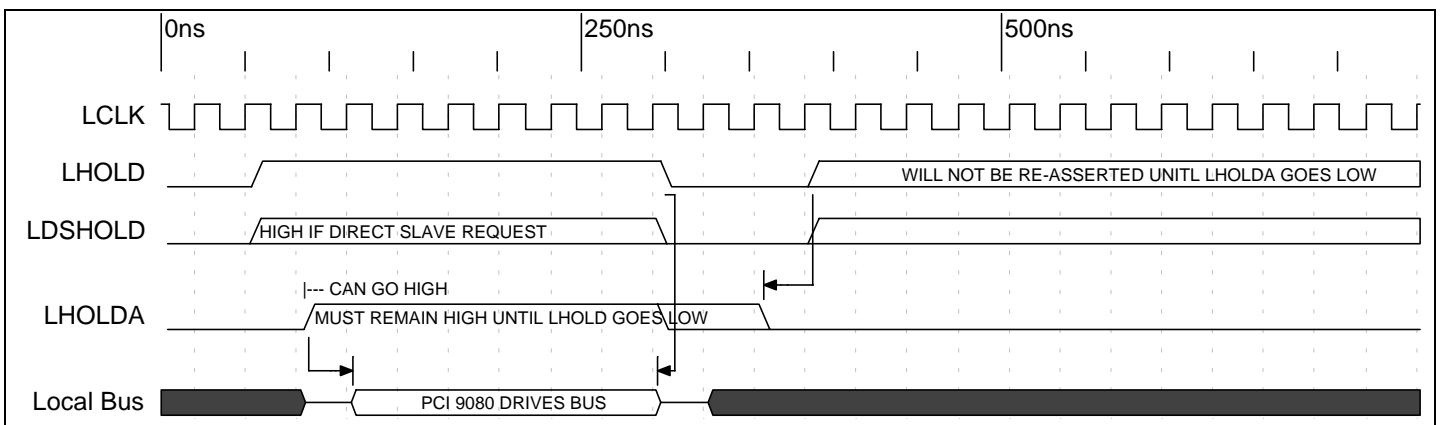 0ns 250ns 500ns
LCLK
LHOLD WILL NOT BE RE-ASSERTED UNITL LHOLDA GOES LOW
LDSHOLD HIGH IF DIRECT SLAVE REQUEST
|--- CAN GO HIGH
LHOLDA MUST REMAIN HIGH UNTIL LHOLD GOES LOW
Local Bus PCI 9080 DRIVES BUS